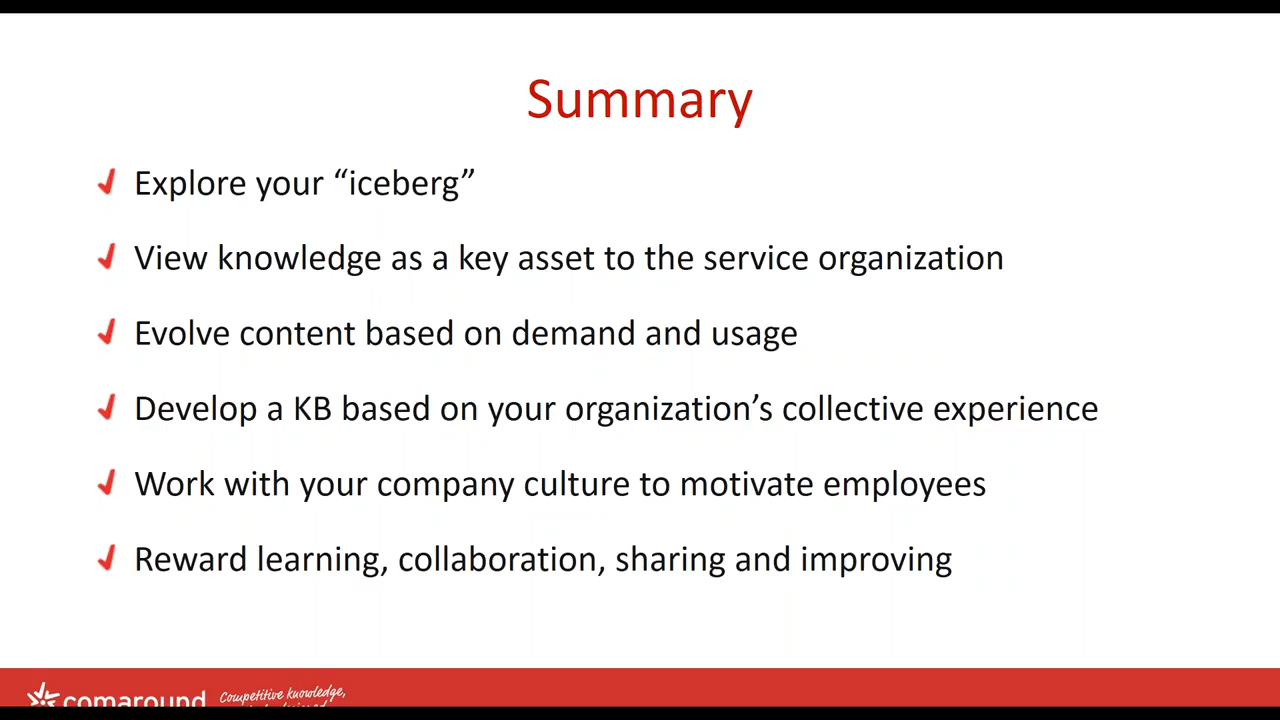 Summary
Explore your “iceberg”
View knowledge as a key asset to the service organization
Evolve content based on demand and usage
Develop a KB based on your organization’s collective experience
Work with your company culture to motivate employees
Reward learning, collaboration, sharing and improving
comaround
Competitive knowledge,